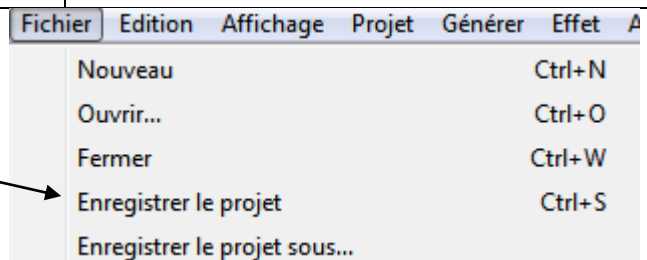 Fichier Edition Affichage Projet Générer Effet
Nouveau Ctrl+N
Ouvrir... Ctrl+O
Fermer Ctrl+W
Enregistrer le projet Ctrl+S
Enregistrer le projet sous...